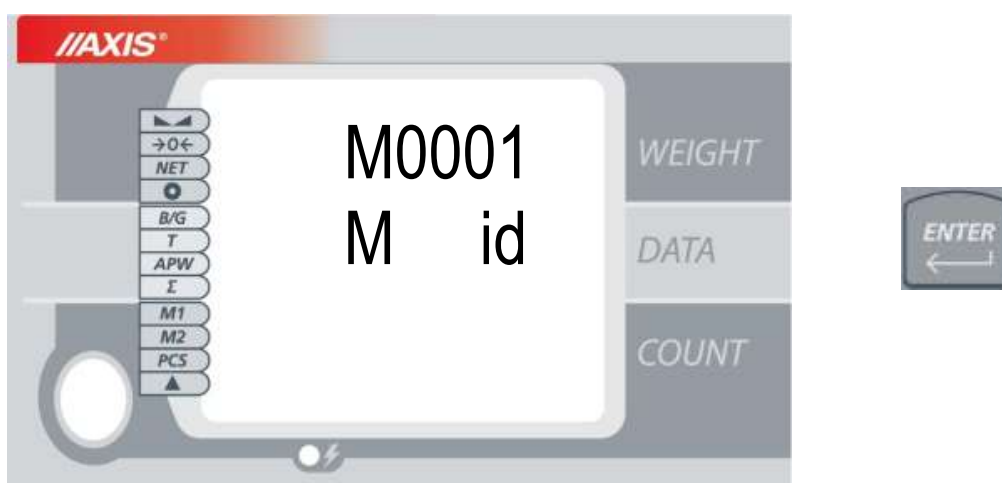 //AXIS®
→0←
NET
B/G
T
APW
Σ
M1
M2
PCS
M0001
M id
WEIGHT
DATA
COUNT
ENTER